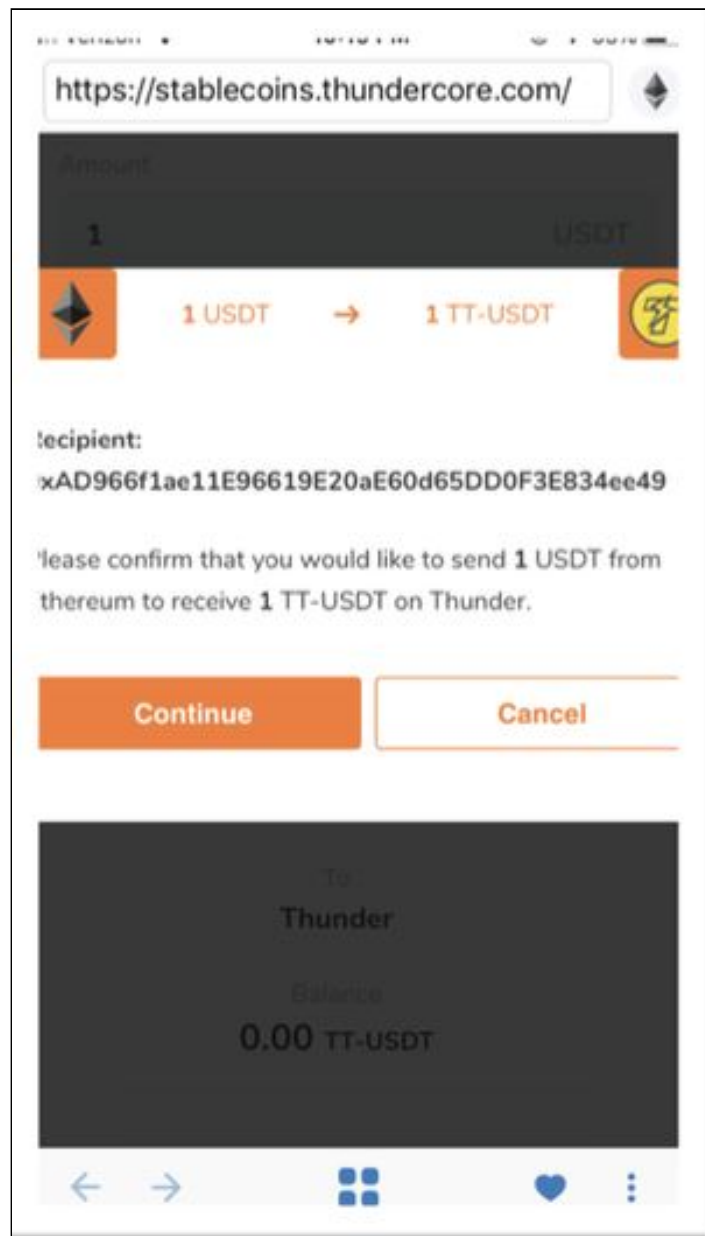 https://stablecoins.thundercore.com/
Amount
1 USDT
1 USDT → 1 TT-USDT
ecipient:
xAD966f1ae11E96619E20aE60d65DD0F3E834ee49
lease confirm that you would like to send 1 USDT from
thereum to receive 1 TT-USDT on Thunder.
Continue Cancel
To
Thunder
Balance
0.00 TT-USDT